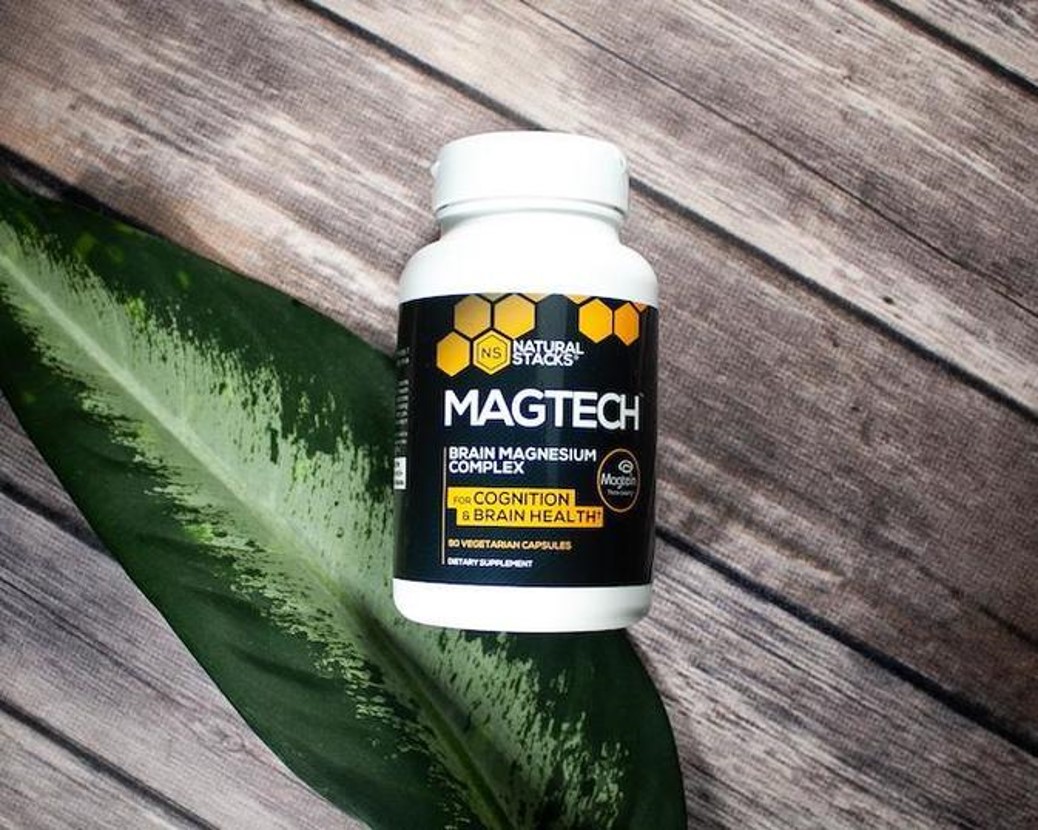 NS
NATURAL
STACKS®
MAGTECH
BRAIN MAGNESIUM
COMPLEX
Magtein
FOR COGNITION
& BRAIN HEALTH†
90 VEGETARIAN CAPSULES
DIETARY SUPPLEMENT